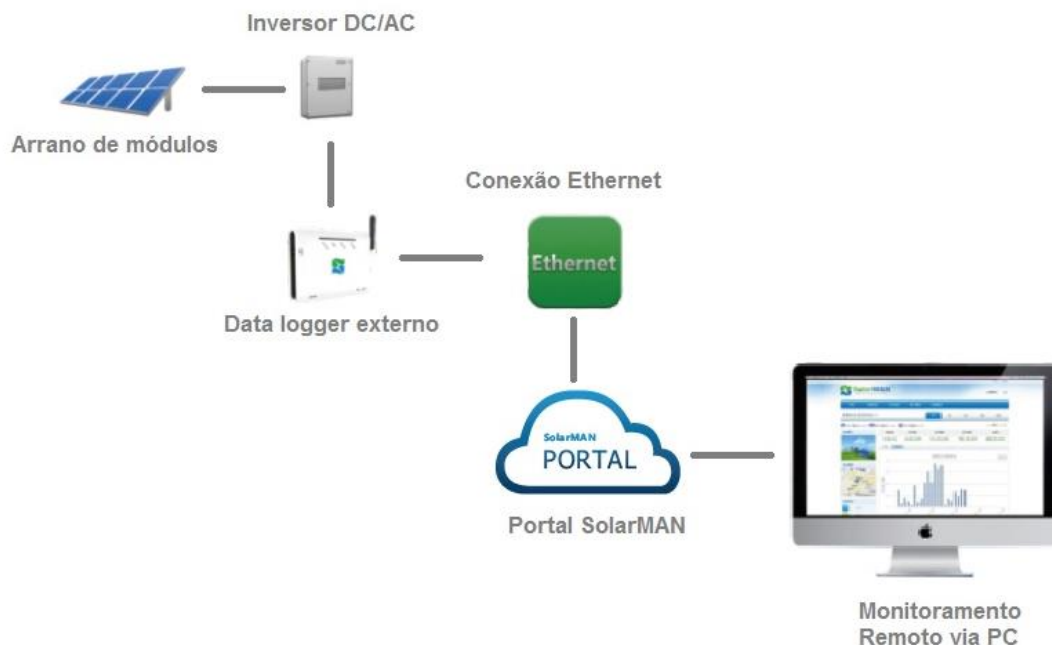 Inversor DC/AC
Arrano de módulos
Conexão Ethernet
Ethernet
Data logger externo
SolarMAN
PORTAL
Portal SolarMAN
Monitoramento
Remoto via PC